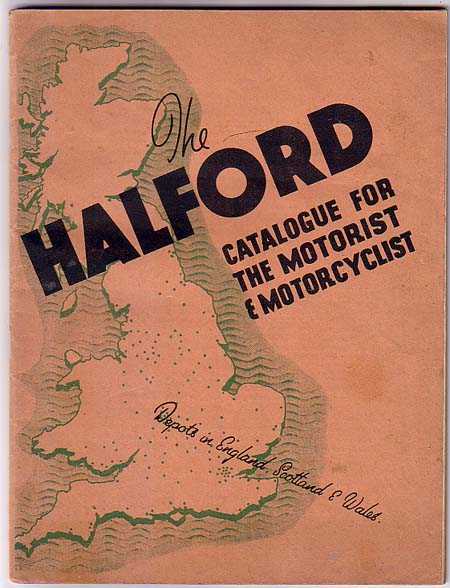 The
HALFORD
CATALOGUE FOR
THE MOTORIST
& MOTORCYCLIST
Depots in England, Scotland & Wales.